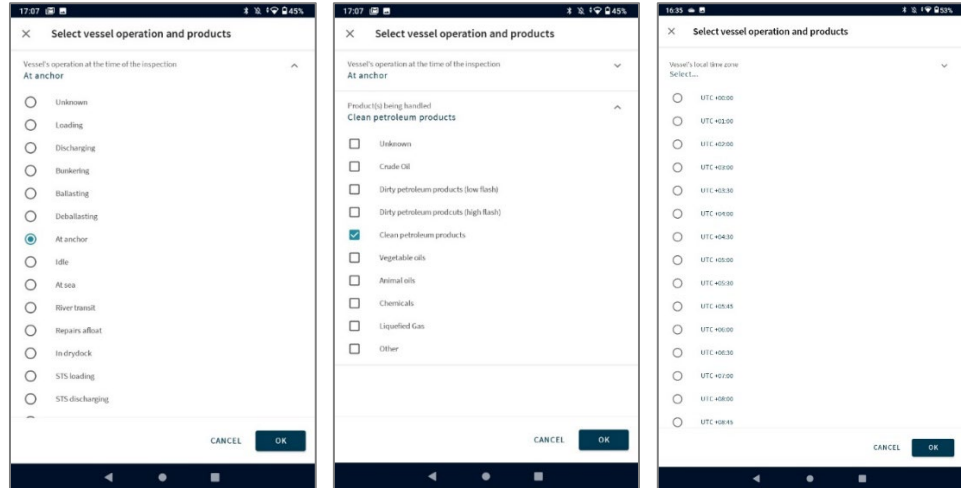 17:07
45%
Select vessel operation and products
Vessel's operation at the time of the inspection
At anchor
Unknown
Loading
Discharging
Bunkering
Ballasting
Deballasting
At anchor
Idle
At sea
River transit
Repairs afloat
In drydock
STS loading
STS discharging
CANCEL
OK
17:07
45%
Select vessel operation and products
Vessel's operation at the time of the inspection
At anchor
Product(s) being handled
Clean petroleum products
Unknown
Crude Oil
Dirty petroleum products (low flash)
Dirty petroleum prodcuts (high flash)
Clean petroleum products
Vegetable oils
Animal oils
Chemicals
Liquefied Gas
Other
CANCEL
OK
16:35
53%
Select vessel operation and products
Vessel's local time zone
Select...
UTC +00:00
UTC +01:00
UTC +02:00
UTC +03:00
UTC +03:30
UTC +04:00
UTC +04:30
UTC +05:00
UTC +05:30
UTC +05:45
UTC +06:00
UTC +06:30
UTC +07:00
UTC +08:00
UTC +08:45
CANCEL
OK